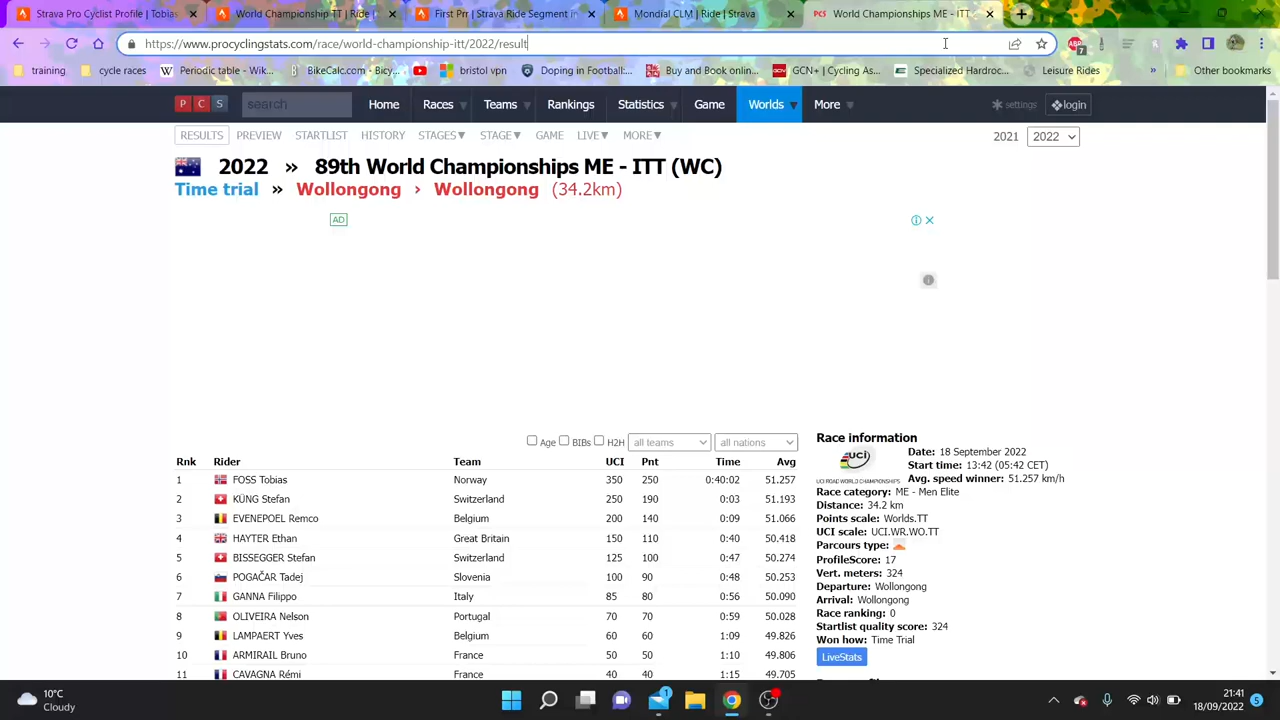 Strava Pro Cyclist Profile | Tobias
World Championship TT | Ride |
First Prr | Strava Ride Segment in
Mondial CLM | Ride | Strava
PCS World Championships ME - ITT
https://www.procyclingstats.com/race/world-championship-itt/2022/result
7
training
cycle races
Periodic table - Wik...
BikeCalc.com - Bicy...
bristol vpn
Doping in Football:...
Buy and Book onlin...
GCN+ | Cycling As...
Specialized Hardroc...
Leisure Rides
»
Other bookmarks
P C S
search
Home
Races
Teams
Rankings
Statistics
Game
Worlds
More
settings
login
RESULTS
PREVIEW
STARTLIST
HISTORY
STAGES▼
STAGE▼
GAME
LIVE▼
MORE▼
2021
2022
2022 » 89th World Championships ME - ITT (WC)
Time trial » Wollongong › Wollongong (34.2km)
AD
Age BIBs H2H all teams all nations
Rnk Rider Team UCI Pnt Time Avg
1 FOSS Tobias Norway 350 250 0:40:02 51.257
2 KÜNG Stefan Switzerland 250 190 0:03 51.193
3 EVENEPOEL Remco Belgium 200 140 0:09 51.066
4 HAYTER Ethan Great Britain 150 110 0:40 50.418
5 BISSEGGER Stefan Switzerland 125 100 0:47 50.274
6 POGAČAR Tadej Slovenia 100 90 0:48 50.253
7 GANNA Filippo Italy 85 80 0:56 50.090
8 OLIVEIRA Nelson Portugal 70 70 0:59 50.028
9 LAMPAERT Yves Belgium 60 60 1:09 49.826
10 ARMIRAIL Bruno France 50 50 1:10 49.806
11 CAVAGNA Rémi France 40 40 1:15 49.705
Race information
uci
UCI ROAD WORLD CHAMPIONSHIPS
Date: 18 September 2022
Start time: 13:42 (05:42 CET)
Avg. speed winner: 51.257 km/h
Race category: ME - Men Elite
Distance: 34.2 km
Points scale: Worlds.TT
UCI scale: UCI.WR.WO.TT
Parcours type:
ProfileScore: 17
Vert. meters: 324
Departure: Wollongong
Arrival: Wollongong
Race ranking: 0
Startlist quality score: 324
Won how: Time Trial
LiveStats
10°C
Cloudy
1
21:41
18/09/2022
5